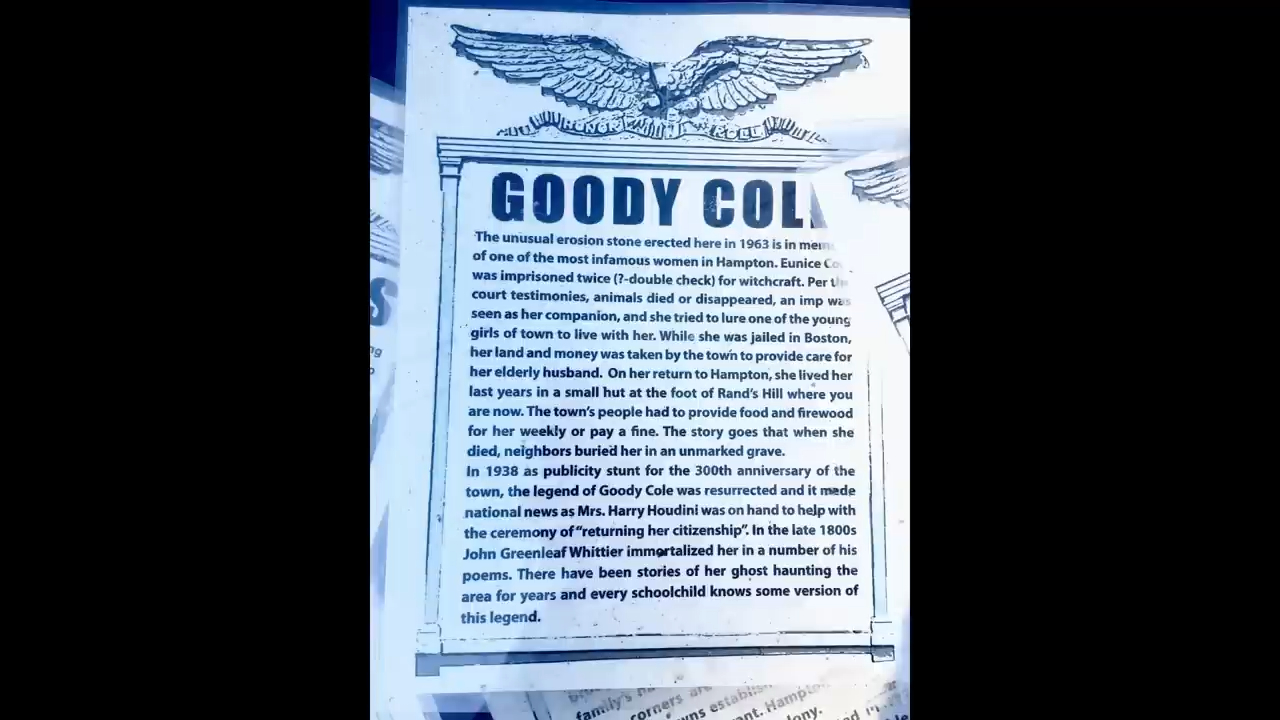 HONOR ROLL
GOODY COL
The unusual erosion stone erected here in 1963 is in
of one of the most infamous women in Hampton. Eunice
was imprisoned twice (?-double check) for witchcraft. Per
court testimonies, animals died or disappeared, an imp was
seen as her companion, and she tried to lure one of the young
girls of town to live with her. While she was jailed in Boston,
her land and money was taken by the town to provide care for
her elderly husband. On her return to Hampton, she lived her
last years in a small hut at the foot of Rand's Hill where you
are now. The town's people had to provide food and firewood
for her weekly or pay a fine. The story goes that when she
died, neighbors buried her in an unmarked grave.
In 1938 as publicity stunt for the 300th anniversary of the
town, the legend of Goody Cole was resurrected and it made
national news as Mrs. Harry Houdini was on hand to help with
the ceremony of "returning her citizenship". In the late 1800s
John Greenleaf Whittier immortalized her in a number of his
poems. There have been stories of her ghost haunting the
area for years and every schoolchild knows some version of
this legend.
family's
corners are